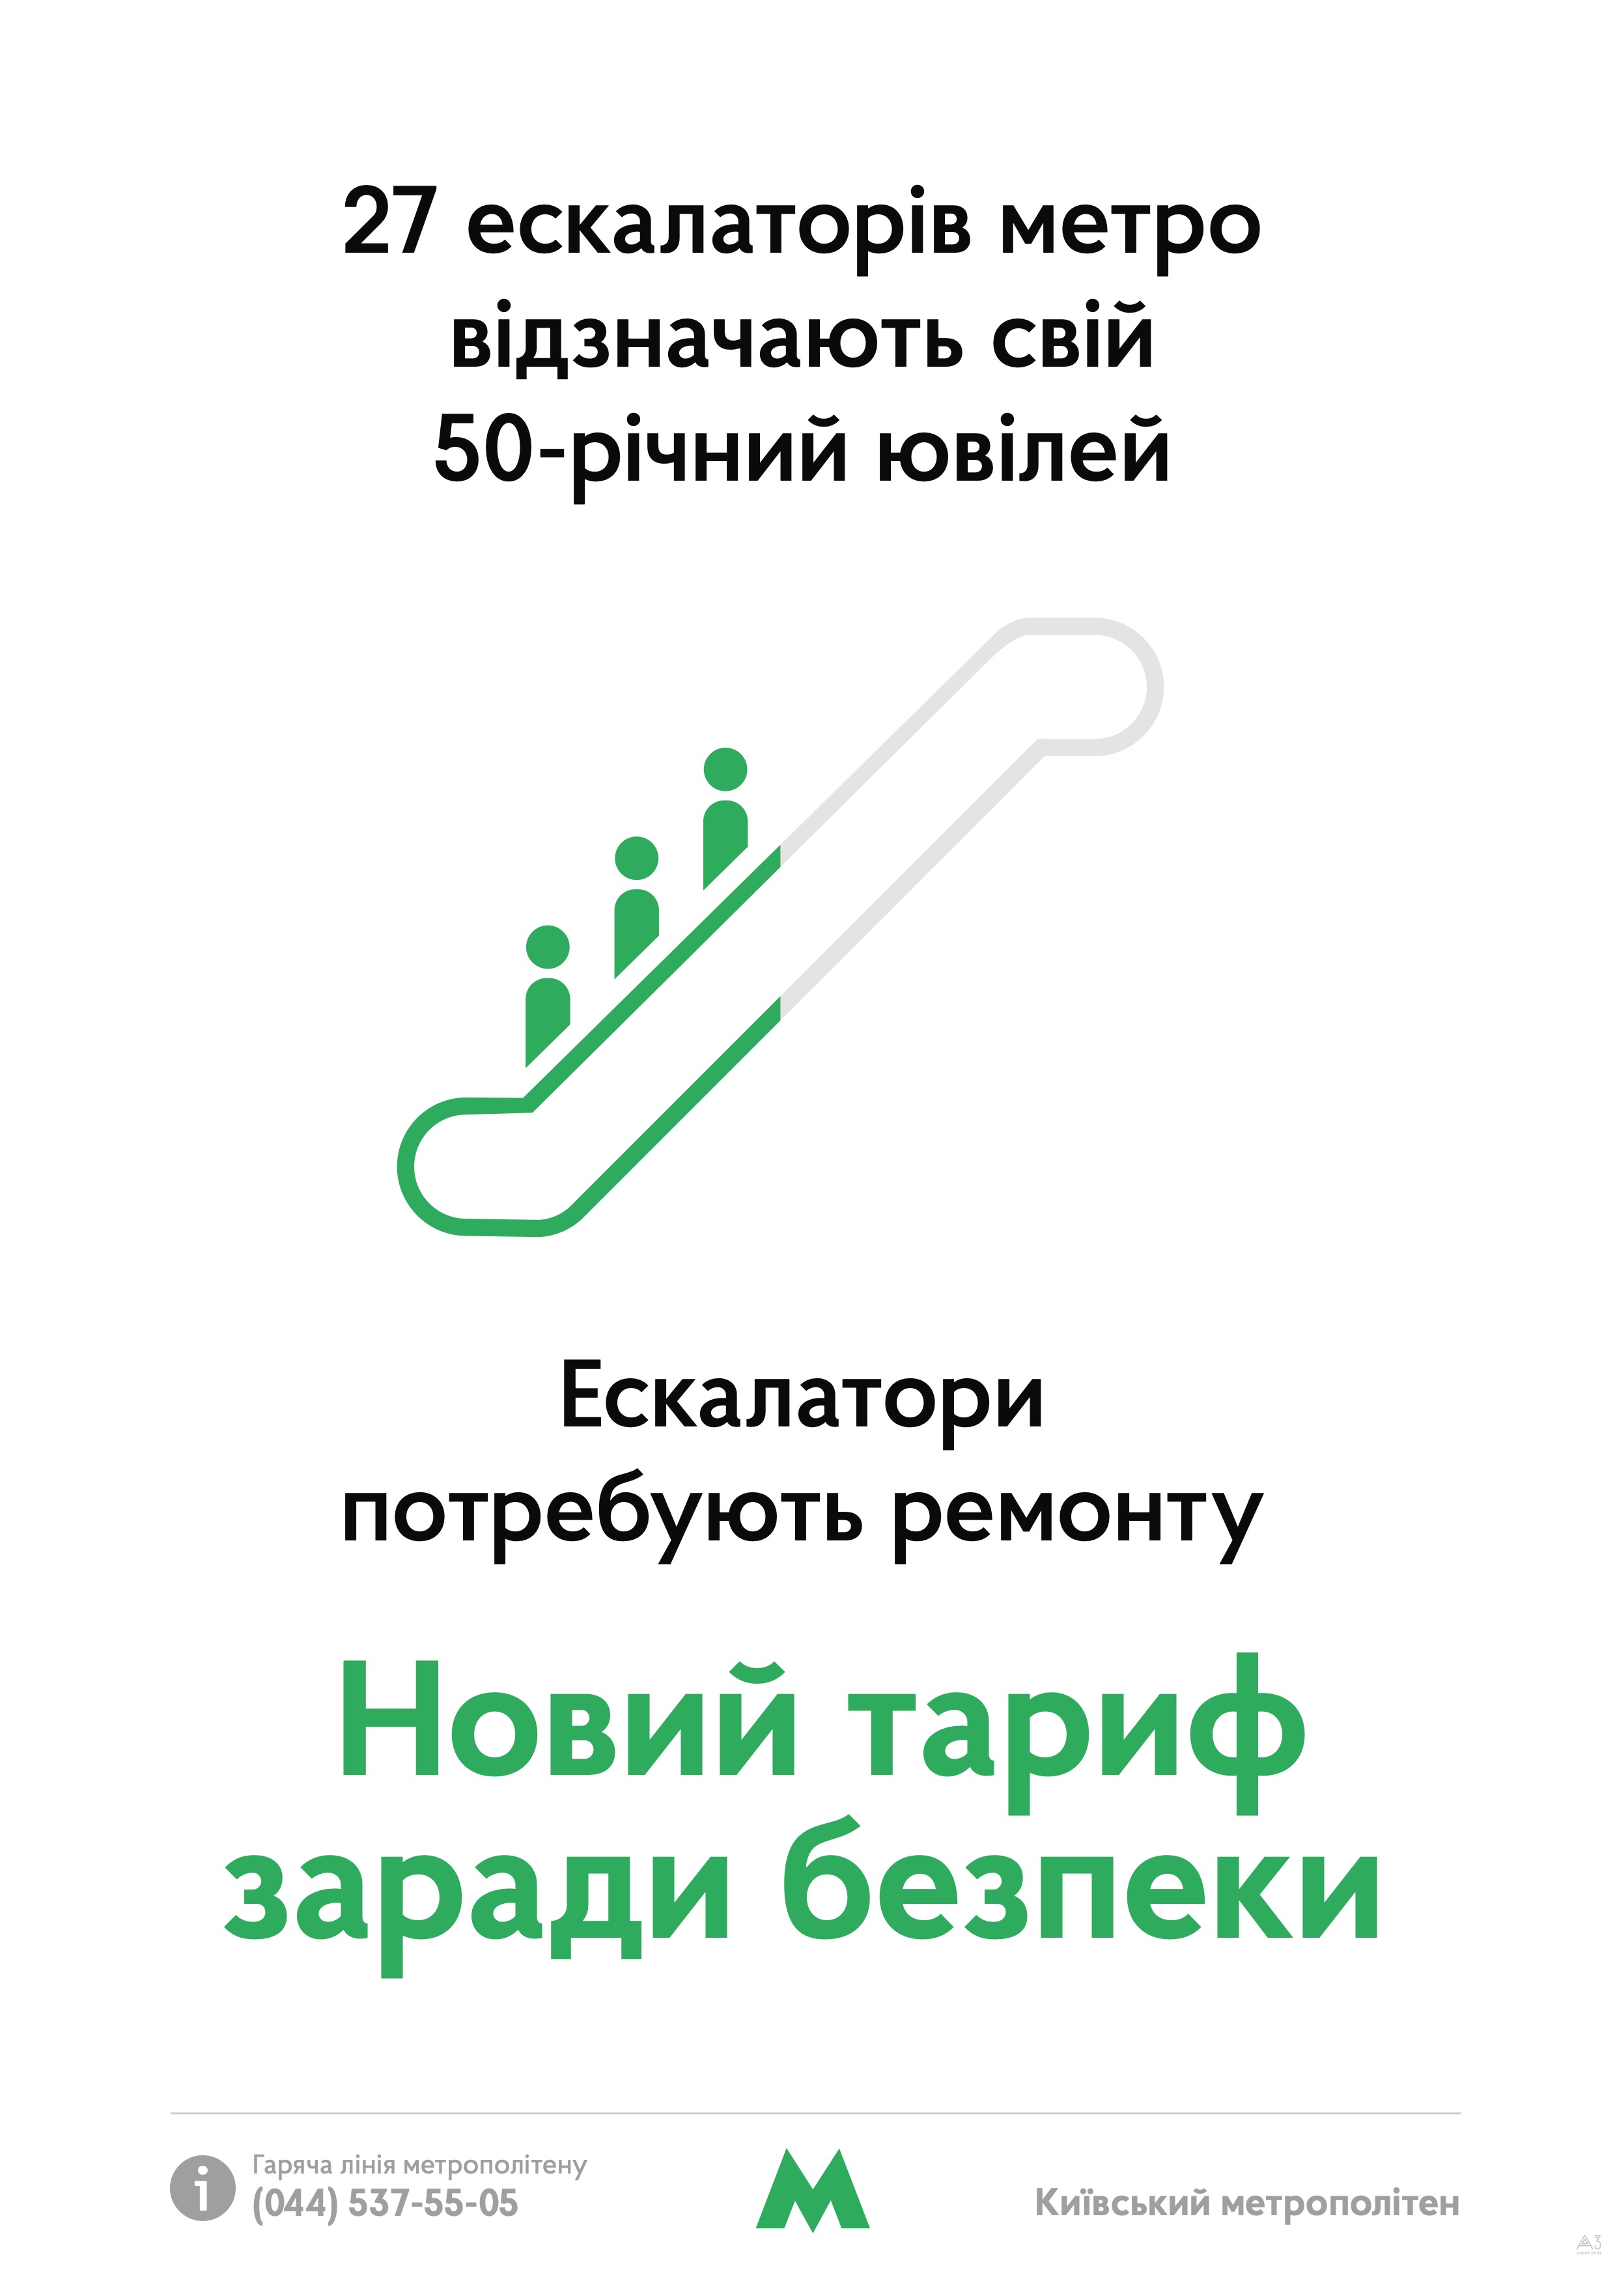 27 ескалаторів метро
відзначають свій
50-річний ювілей
Ескалатори
потребують ремонту
Новий тариф
заради безпеки
Гаряча лінія метрополітену
(044) 537-55-05
Київський метрополітен
А3